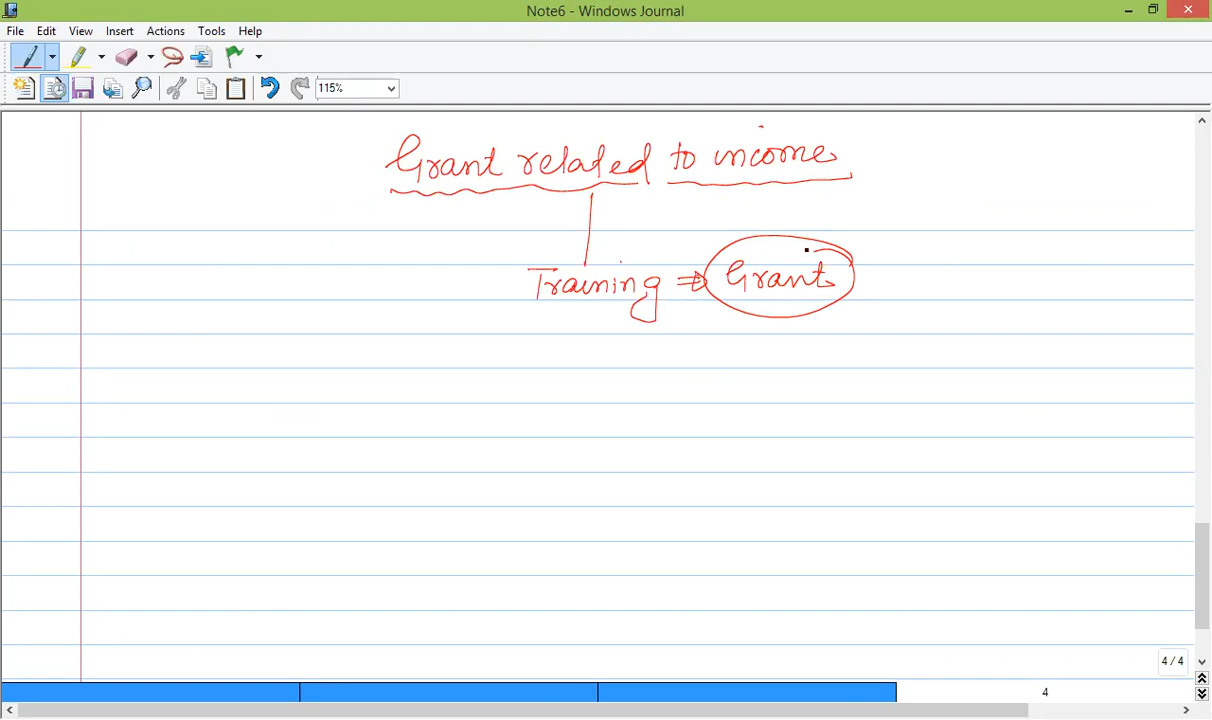 Note6 - Windows Journal
File Edit View Insert Actions Tools Help
115%
Grant related to income
Training ⇒ Grant
4 / 4
4